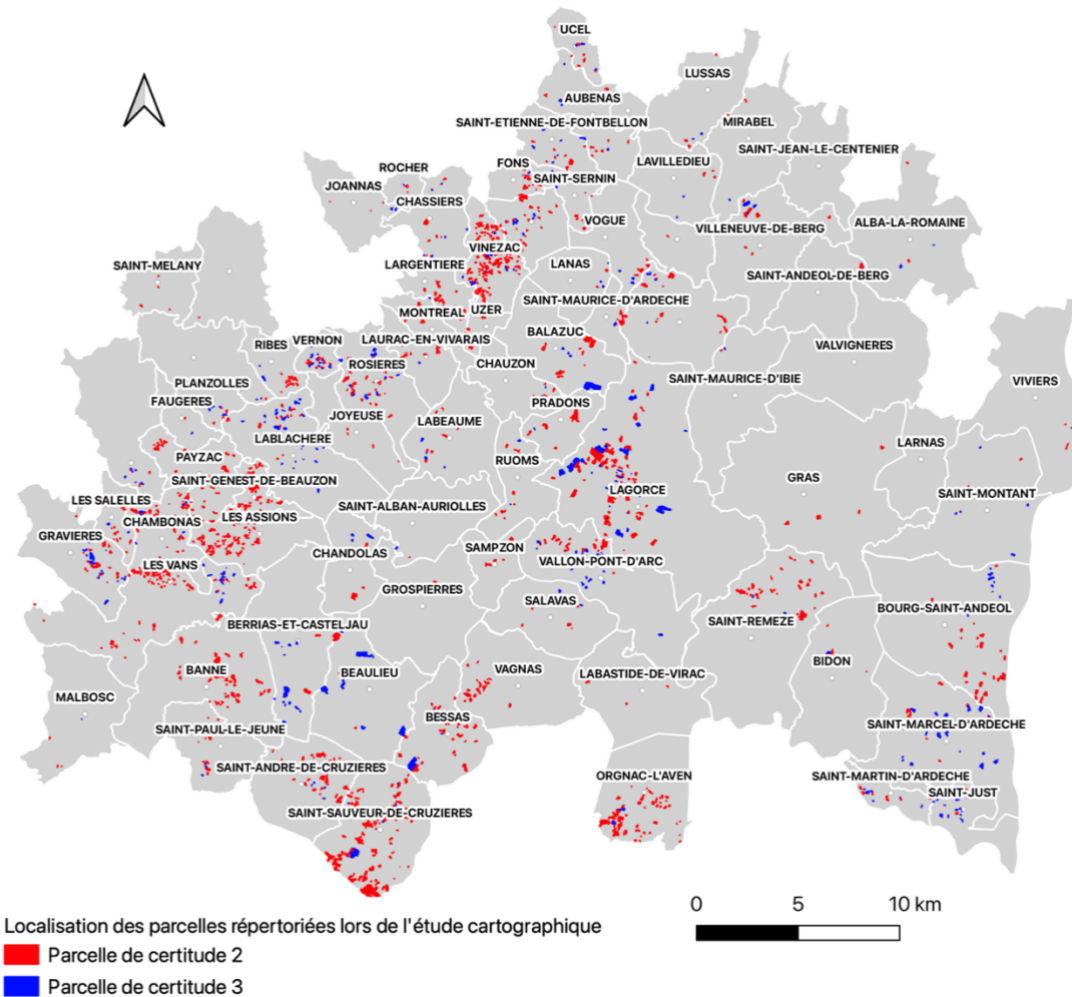 UCEL
LUSSAS
AUBENAS
SAINT-ETIENNE-DE-FONTBELLON
MIRABEL
SAINT-JEAN-LE-CENTENIER
ROCHER
FONS
LAVILLEDIEU
JOANNAS
SAINT-SERNIN
CHASSIERS
VOGUE
VILLENEUVE-DE-BERG
ALBA-LA-ROMAINE
VINEZAC
SAINT-MELANY
LARGENTIERE
LANAS
SAINT-ANDEOL-DE-BERG
SAINT-MAURICE-D'ARDECHE
MONTREAL
UZER
BALAZUC
RIBES
VERNON
LAURAC-EN-VIVARAIS
VALVIGNERES
ROSIERES
CHAUZON
PLANZOLLES
SAINT-MAURICE-D'IBIE
VIVIERS
FAUGERES
PRADONS
JOYEUSE
LABEAUME
LABLACHERE
LARNAS
PAYZAC
RUOMS
SAINT-GENEST-DE-BEAUZON
GRAS
LAGORCE
SAINT-MONTANT
LES SALELLES
SAINT-ALBAN-AURIOLLES
CHAMBONAS
LES ASSIONS
GRAVIERES
SAMPZON
CHANDOLAS
LES VANS
VALLON-PONT-D'ARC
GROSPIERRES
SALAVAS
BOURG-SAINT-ANDEOL
SAINT-REMEZE
BERRIAS-ET-CASTELJAU
BIDON
BANNE
BEAULIEU
VAGNAS
LABASTIDE-DE-VIRAC
MALBOSC
BESSAS
SAINT-MARCEL-D'ARDECHE
SAINT-PAUL-LE-JEUNE
SAINT-ANDRE-DE-CRUZIERES
ORGNAC-L'AVEN
SAINT-MARTIN-D'ARDECHE
SAINT-JUST
SAINT-SAUVEUR-DE-CRUZIERES
0 5 10 km
Localisation des parcelles répertoriées lors de l'étude cartographique
Parcelle de certitude 2
Parcelle de certitude 3